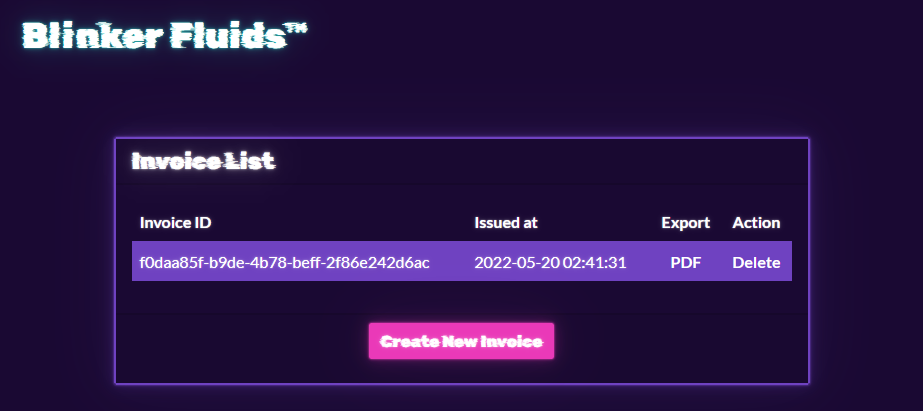 Blinker Fluids™
Invoice List
Invoice ID Issued at Export Action
f0daa85f-b9de-4b78-beff-2f86e242d6ac 2022-05-20 02:41:31 PDF Delete
Create New Invoice